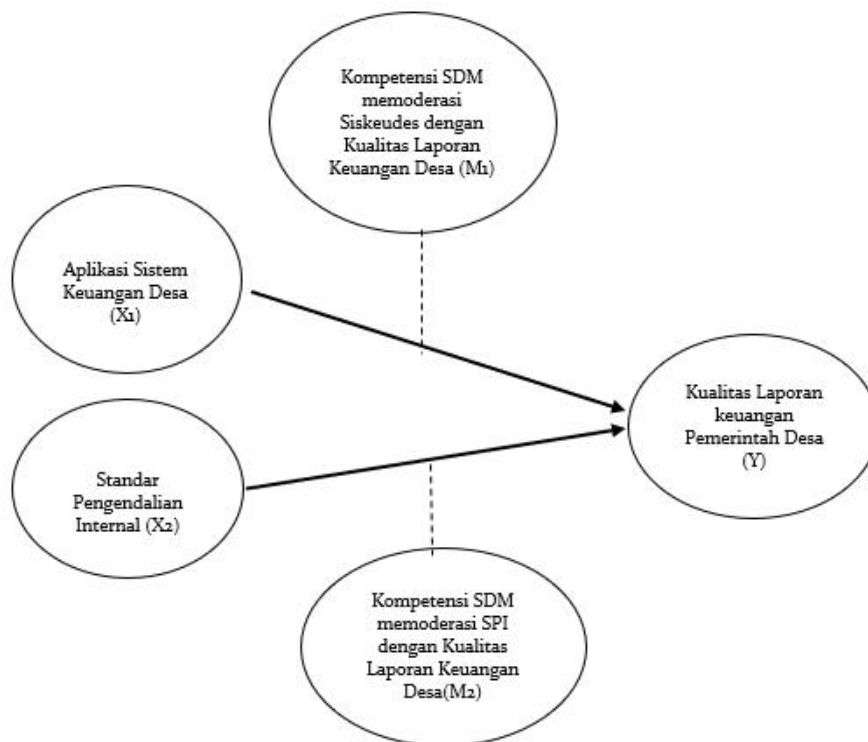 Kompetensi SDM
memoderasi
Siskeudes dengan
Kualitas Laporan
Keuangan Desa (M1)
Aplikasi Sistem
Keuangan Desa
(X1)
Kualitas Laporan
keuangan
Pemerintah Desa
(Y)
Standar
Pengendalian
Internal (X2)
Kompetensi SDM
memoderasi SPI
dengan Kualitas
Laporan Keuangan
Desa(M2)